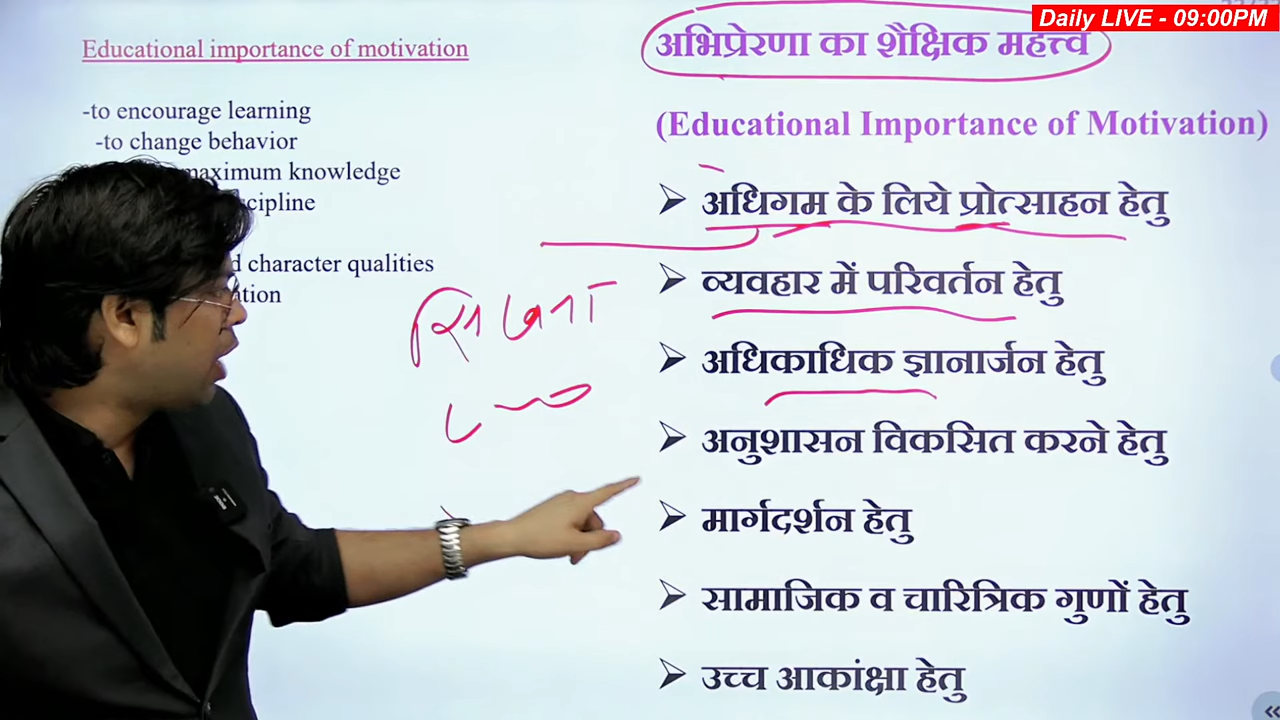 Daily LIVE - 09:00PM
Educational importance of motivation
-to encourage learning
-to change behavior
maximum knowledge
character qualities
अभिप्रेरणा का शैक्षिक महत्त्व
(Educational Importance of Motivation)
➢ अधिगम के लिये प्रोत्साहन हेतु
➢ व्यवहार में परिवर्तन हेतु
➢ अधिकाधिक ज्ञानार्जन हेतु
➢ अनुशासन विकसित करने हेतु
➢ मार्गदर्शन हेतु
➢ सामाजिक व चारित्रिक गुणों हेतु
➢ उच्च आकांक्षा हेतु